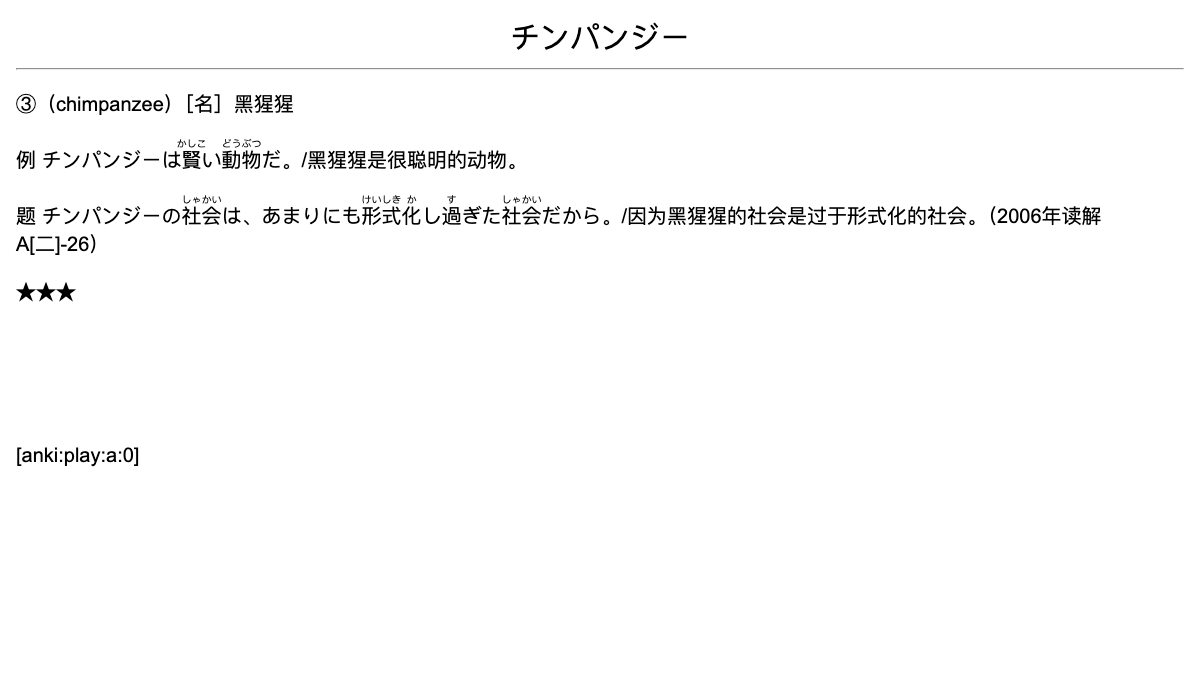 チンパンジー
③（chimpanzee）［名］黑猩猩
かしこ どうぶつ
例 チンパンジーは賢い動物だ。/黑猩猩是很聪明的动物。
しゃかい けいしき か す しゃかい
题 チンパンジーの社会は、あまりにも形式化し過ぎた社会だから。/因为黑猩猩的社会是过于形式化的社会。（2006年读解
A[二]-26）
★★★
[anki:play:a:0]